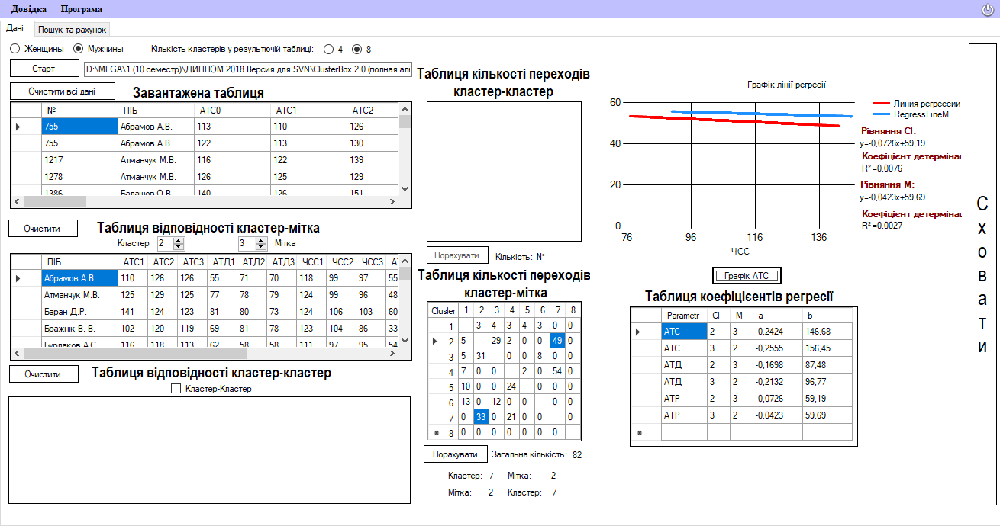 Довідка Програма
Дані Пошук та рахунок
Женщины Мужчины Кількість кластерів у результючій таблиці: 4 8
Старт D:\MEGA\1 (10 семестр)\ДИПЛОМ 2018 Версия для SVN\ClusterBox 2.0 (полная ал
Очистити всі дані Завантажена таблиця
№ ПІБ АТС0 АТС1 АТС2
755 Абрамов А.В. 113 110 126
755 Абрамов А.В. 122 113 130
1217 Атманчук М.В. 116 122 139
1278 Атманчук М.В. 126 125 129
1386 Балашов О.В. 140 126 151
Очистити Таблиця відповідності кластер-мітка
Кластер 2 3 Мітка
ПІБ АТС1 АТС2 АТС3 АТД1 АТД2 АТД3 ЧСС1 ЧСС2 ЧСС3 АТ
Абрамов А.В. 110 126 126 55 71 70 118 99 97 55
Атманчук М.В. 125 129 125 77 78 79 124 99 96 48
Баран Д.Р. 141 124 123 81 80 73 124 106 103 60
Бражнік В. В. 102 120 119 69 81 78 123 104 86 33
Бурлаков А.С. 116 118 113 62 58 58 111 97 95 54
Очистити Таблиця відповідності кластер-кластер
Кластер-Кластер
Таблиця кількості переходів
кластер-кластер
Порахувати Кількість: №
Таблиця кількості переходів
кластер-мітка
Clusler 1 2 3 4 5 6 7 8
1 3 4 3 4 3 0 0
2 5 29 2 0 0 49 0
3 5 31 0 0 8 0 0
4 7 0 0 2 0 54 0
5 10 0 0 24 0 0 0
6 13 0 12 0 0 0 0
7 0 33 0 21 0 0 0
8 0 0 0 0 0 0 0
Порахувати Загальна кількість: 82
Кластер: 7 Мітка: 2
Мітка: 2 Кластер: 7
Графік лінії регресії
60
40
20
0
76 96 116 136
ЧСС
Линия регрессии
RegressLineM
Рівняння Cl:
y=-0,0726x+59,19
Коефіцієнт детермінац
R² =0,0076
Рівняння M:
y=-0,0423x+59,69
Коефіцієнт детермінац
R² =0,0027
Графік АТС
Таблиця коефіцієнтів регресії
Parametr Cl M a b
АТС 2 3 -0,2424 146,68
АТС 3 2 -0,2555 156,45
АТД 2 3 -0,1698 87,48
АТД 3 2 -0,2132 96,77
АТР 2 3 -0,0726 59,19
АТР 3 2 -0,0423 59,69
С
х
о
в
а
т
и